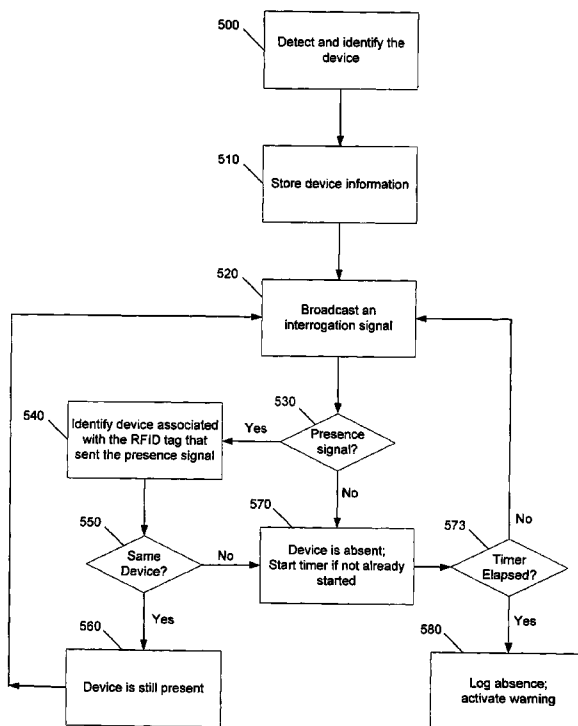 500
Detect and identify the
device
510
Store device information
520
Broadcast an
interrogation signal
530
Presence
signal?
Yes
No
540
Identify device associated
with the RFID tag that
sent the presence signal
550
Same
Device?
No
Yes
570
Device is absent;
Start timer if not already
started
573
Timer
Elapsed?
No
Yes
560
Device is still present
580
Log absence;
activate warning